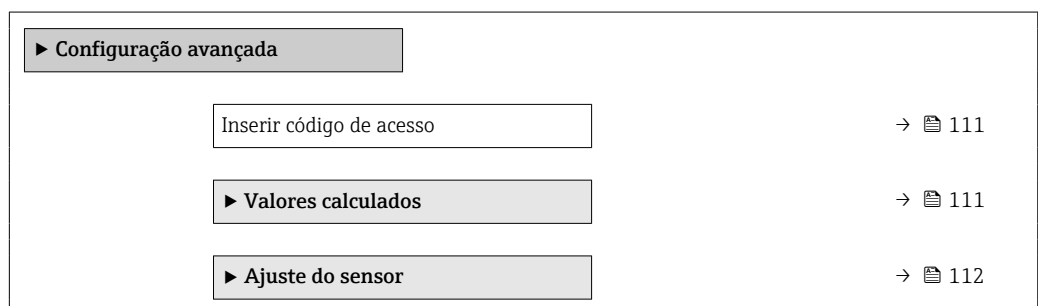 ▶ Configuração avançada
Inserir código de acesso → 111
▶ Valores calculados → 111
▶ Ajuste do sensor → 112